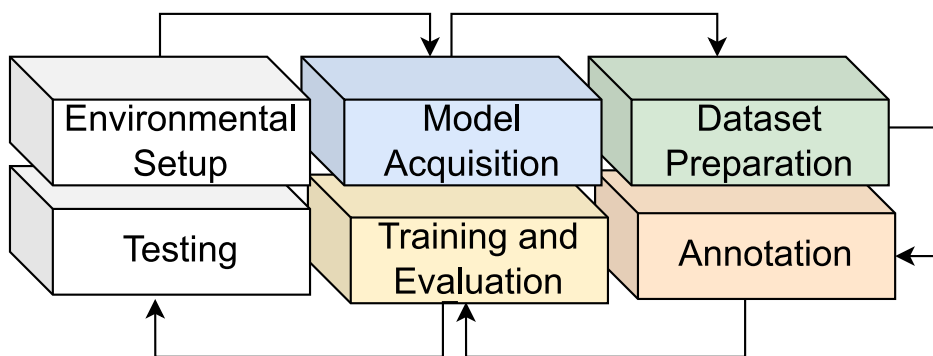 Environmental
Setup
Model
Acquisition
Dataset
Preparation
Testing
Training and
Evaluation
Annotation